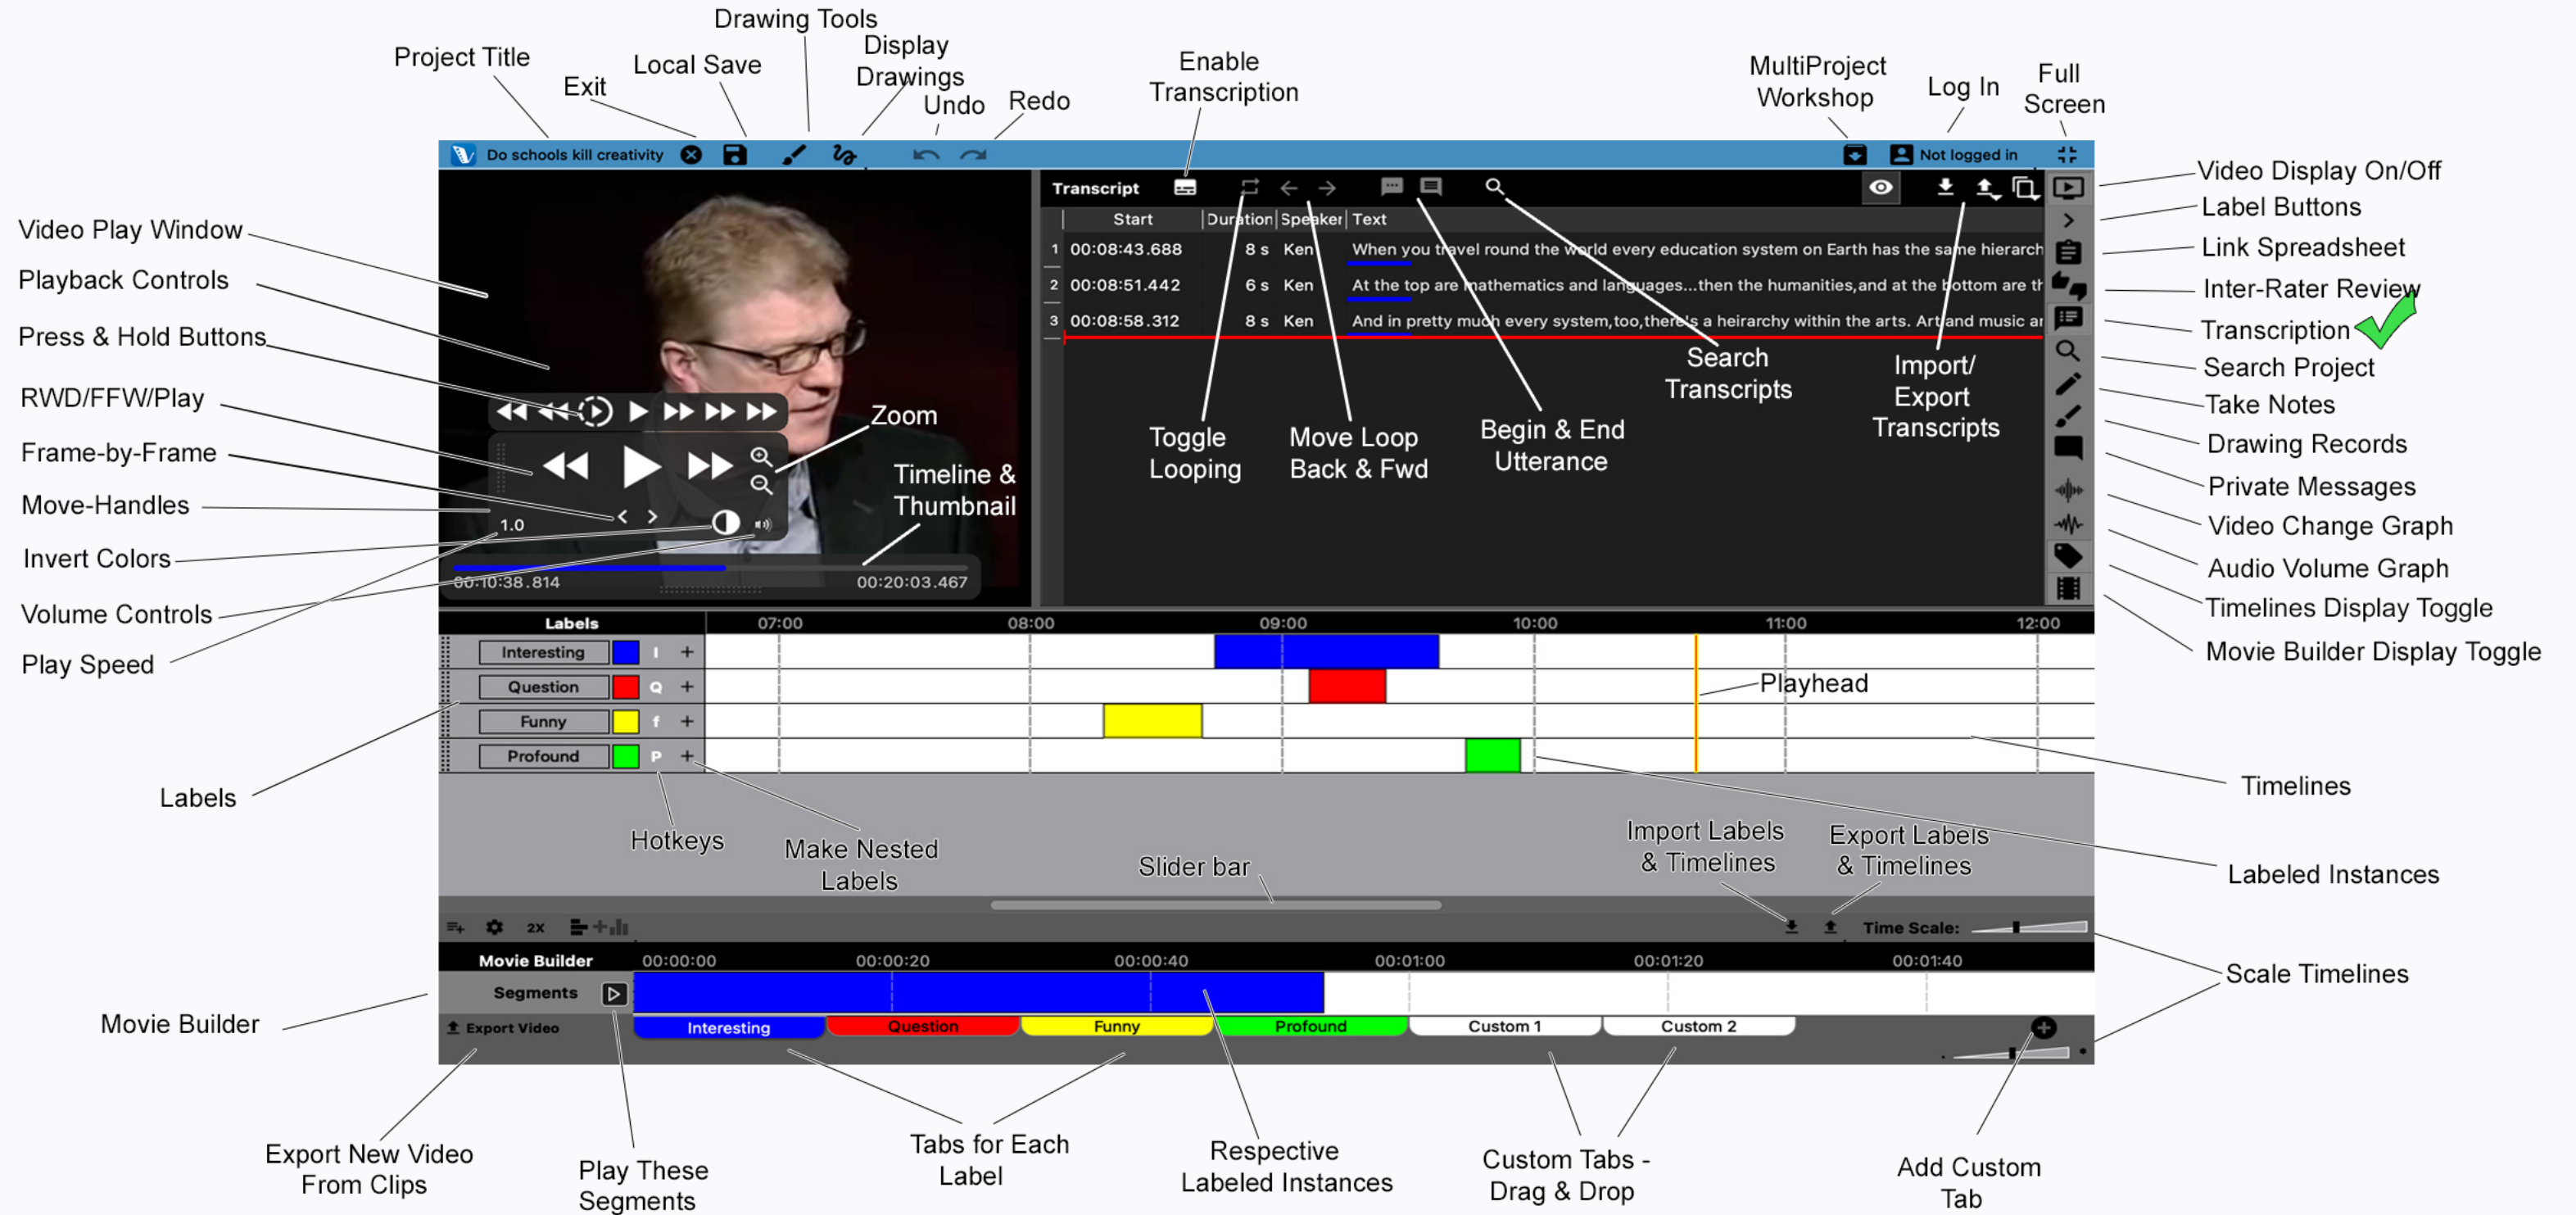 Drawing Tools
Project Title
Exit
Local Save
Display
Drawings
Undo
Redo
Enable
Transcription
MultiProject
Workshop
Log In
Full
Screen
Do schools kill creativity
Not logged in
Video Play Window
Playback Controls
Press & Hold Buttons
RWD/FFW/Play
Frame-by-Frame
Move-Handles
Invert Colors
Volume Controls
Play Speed
Labels
Movie Builder
Zoom
Timeline &
Thumbnail
1.0
00:10:38.814
00:20:03.467
Transcript
Start Duration Speaker Text
1 00:08:43.688 8 s Ken When you travel round the world every education system on Earth has the same hierarch
2 00:08:51.442 6 s Ken At the top are mathematics and languages...then the humanities,and at the bottom are th
3 00:08:58.312 8 s Ken And in pretty much every system,too,there's a heirarchy within the arts. Art and music ar
Toggle
Looping
Move Loop
Back & Fwd
Begin & End
Utterance
Search
Transcripts
Import/
Export
Transcripts
Video Display On/Off
Label Buttons
Link Spreadsheet
Inter-Rater Review
Transcription
Search Project
Take Notes
Drawing Records
Private Messages
Video Change Graph
Audio Volume Graph
Timelines Display Toggle
Movie Builder Display Toggle
Labels 07:00 08:00 09:00 10:00 11:00 12:00
Interesting I +
Question Q +
Funny f +
Profound P +
Playhead
Timelines
Labeled Instances
Hotkeys
Make Nested
Labels
Slider bar
Import Labels
& Timelines
Export Labels
& Timelines
2X
Time Scale:
Scale Timelines
Movie Builder 00:00:00 00:00:20 00:00:40 00:01:00 00:01:20 00:01:40
Segments
Export Video
Interesting Question Funny Profound Custom 1 Custom 2
Export New Video
From Clips
Play These
Segments
Tabs for Each
Label
Respective
Labeled Instances
Custom Tabs -
Drag & Drop
Add Custom
Tab